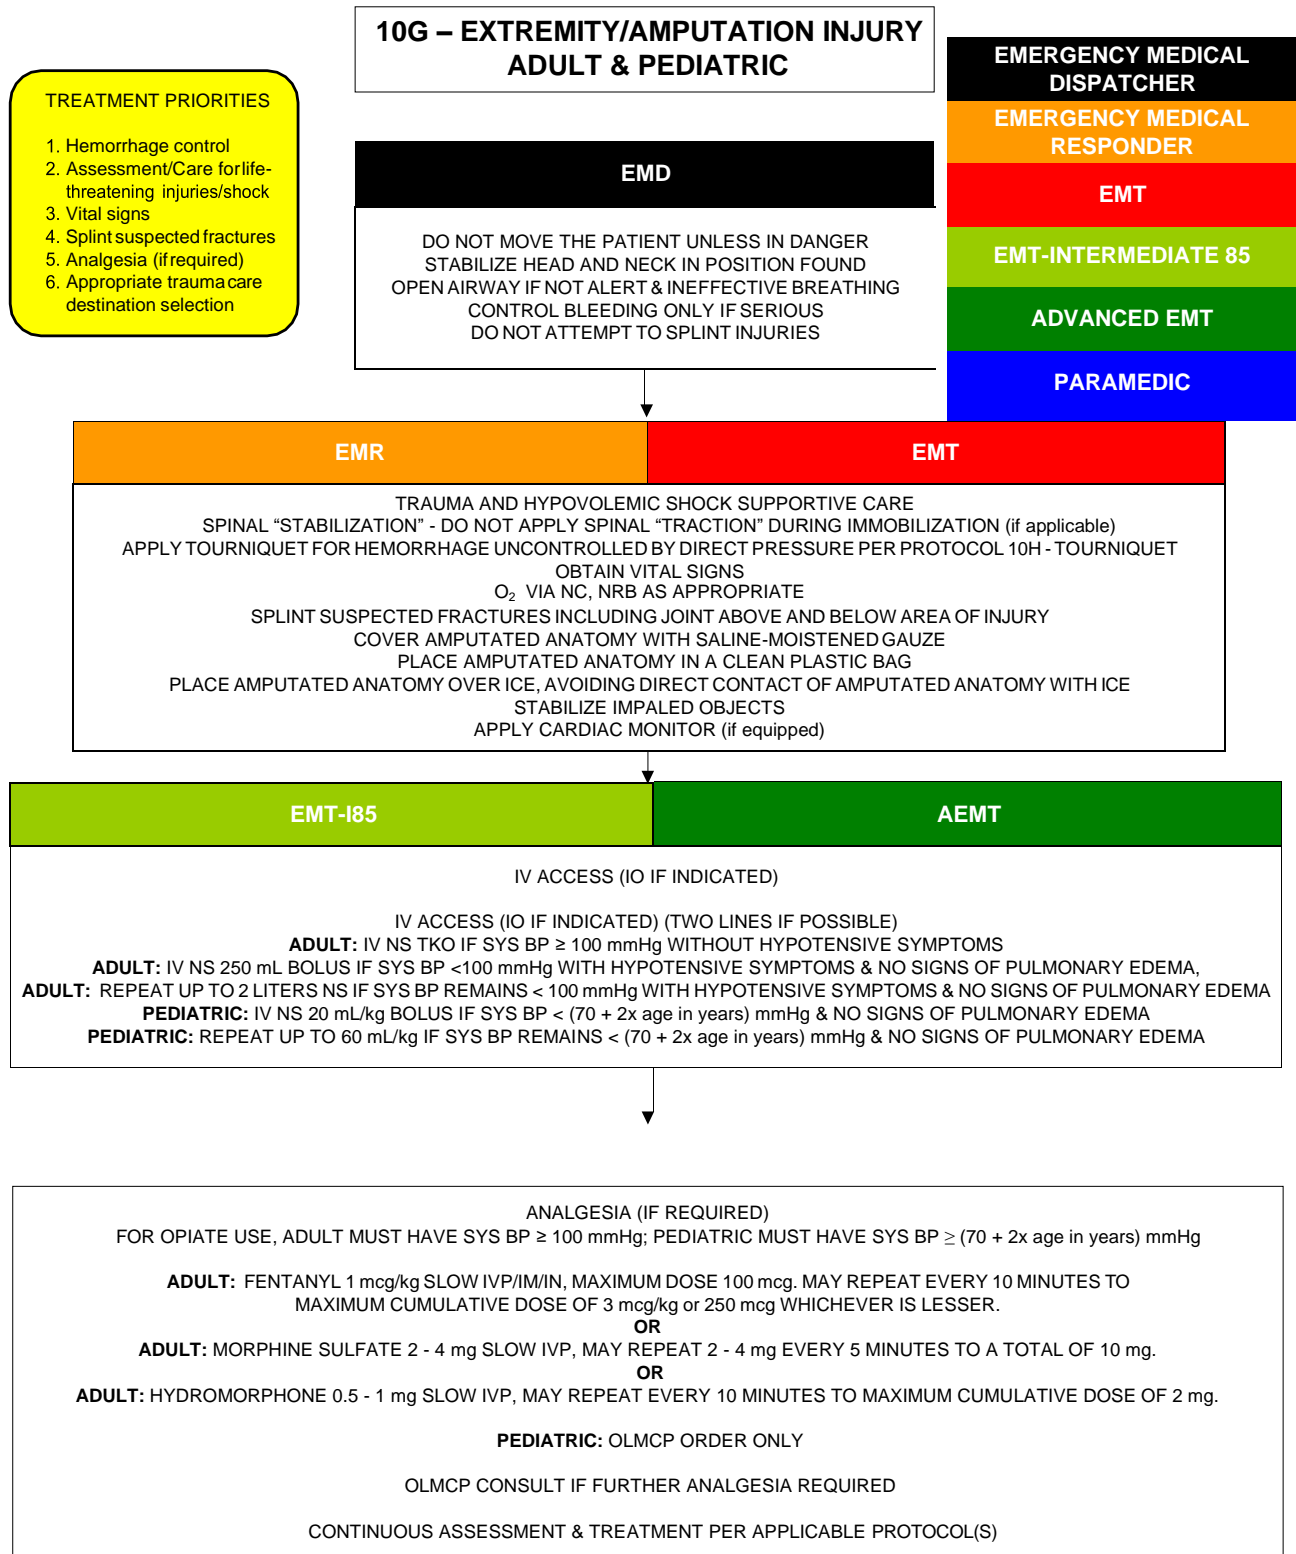 10G – EXTREMITY/AMPUTATION INJURY
ADULT & PEDIATRIC
TREATMENT PRIORITIES
1. Hemorrhage control
2. Assessment/Care for life-
threatening injuries/shock
3. Vital signs
4. Splint suspected fractures
5. Analgesia (if required)
6. Appropriate trauma care
destination selection
EMERGENCY MEDICAL
DISPATCHER
EMERGENCY MEDICAL
RESPONDER
EMT
EMT-INTERMEDIATE 85
ADVANCED EMT
PARAMEDIC
EMD
DO NOT MOVE THE PATIENT UNLESS IN DANGER
STABILIZE HEAD AND NECK IN POSITION FOUND
OPEN AIRWAY IF NOT ALERT & INEFFECTIVE BREATHING
CONTROL BLEEDING ONLY IF SERIOUS
DO NOT ATTEMPT TO SPLINT INJURIES
EMR
EMT
TRAUMA AND HYPOVOLEMIC SHOCK SUPPORTIVE CARE
SPINAL “STABILIZATION” - DO NOT APPLY SPINAL “TRACTION” DURING IMMOBILIZATION (if applicable)
APPLY TOURNIQUET FOR HEMORRHAGE UNCONTROLLED BY DIRECT PRESSURE PER PROTOCOL 10H - TOURNIQUET
OBTAIN VITAL SIGNS
O₂ VIA NC, NRB AS APPROPRIATE
SPLINT SUSPECTED FRACTURES INCLUDING JOINT ABOVE AND BELOW AREA OF INJURY
COVER AMPUTATED ANATOMY WITH SALINE-MOISTENED GAUZE
PLACE AMPUTATED ANATOMY IN A CLEAN PLASTIC BAG
PLACE AMPUTATED ANATOMY OVER ICE, AVOIDING DIRECT CONTACT OF AMPUTATED ANATOMY WITH ICE
STABILIZE IMPALED OBJECTS
APPLY CARDIAC MONITOR (if equipped)
EMT-I85
AEMT
IV ACCESS (IO IF INDICATED)
IV ACCESS (IO IF INDICATED) (TWO LINES IF POSSIBLE)
ADULT: IV NS TKO IF SYS BP ≥ 100 mmHg WITHOUT HYPOTENSIVE SYMPTOMS
ADULT: IV NS 250 mL BOLUS IF SYS BP <100 mmHg WITH HYPOTENSIVE SYMPTOMS & NO SIGNS OF PULMONARY EDEMA,
ADULT: REPEAT UP TO 2 LITERS NS IF SYS BP REMAINS < 100 mmHg WITH HYPOTENSIVE SYMPTOMS & NO SIGNS OF PULMONARY EDEMA
PEDIATRIC: IV NS 20 mL/kg BOLUS IF SYS BP < (70 + 2x age in years) mmHg & NO SIGNS OF PULMONARY EDEMA
PEDIATRIC: REPEAT UP TO 60 mL/kg IF SYS BP REMAINS < (70 + 2x age in years) mmHg & NO SIGNS OF PULMONARY EDEMA
ANALGESIA (IF REQUIRED)
FOR OPIATE USE, ADULT MUST HAVE SYS BP ≥ 100 mmHg; PEDIATRIC MUST HAVE SYS BP ≥ (70 + 2x age in years) mmHg
ADULT: FENTANYL 1 mcg/kg SLOW IVP/IM/IN, MAXIMUM DOSE 100 mcg. MAY REPEAT EVERY 10 MINUTES TO
MAXIMUM CUMULATIVE DOSE OF 3 mcg/kg or 250 mcg WHICHEVER IS LESSER.
OR
ADULT: MORPHINE SULFATE 2 - 4 mg SLOW IVP, MAY REPEAT 2 - 4 mg EVERY 5 MINUTES TO A TOTAL OF 10 mg.
OR
ADULT: HYDROMORPHONE 0.5 - 1 mg SLOW IVP, MAY REPEAT EVERY 10 MINUTES TO MAXIMUM CUMULATIVE DOSE OF 2 mg.
PEDIATRIC: OLMCP ORDER ONLY
OLMCP CONSULT IF FURTHER ANALGESIA REQUIRED
CONTINUOUS ASSESSMENT & TREATMENT PER APPLICABLE PROTOCOL(S)